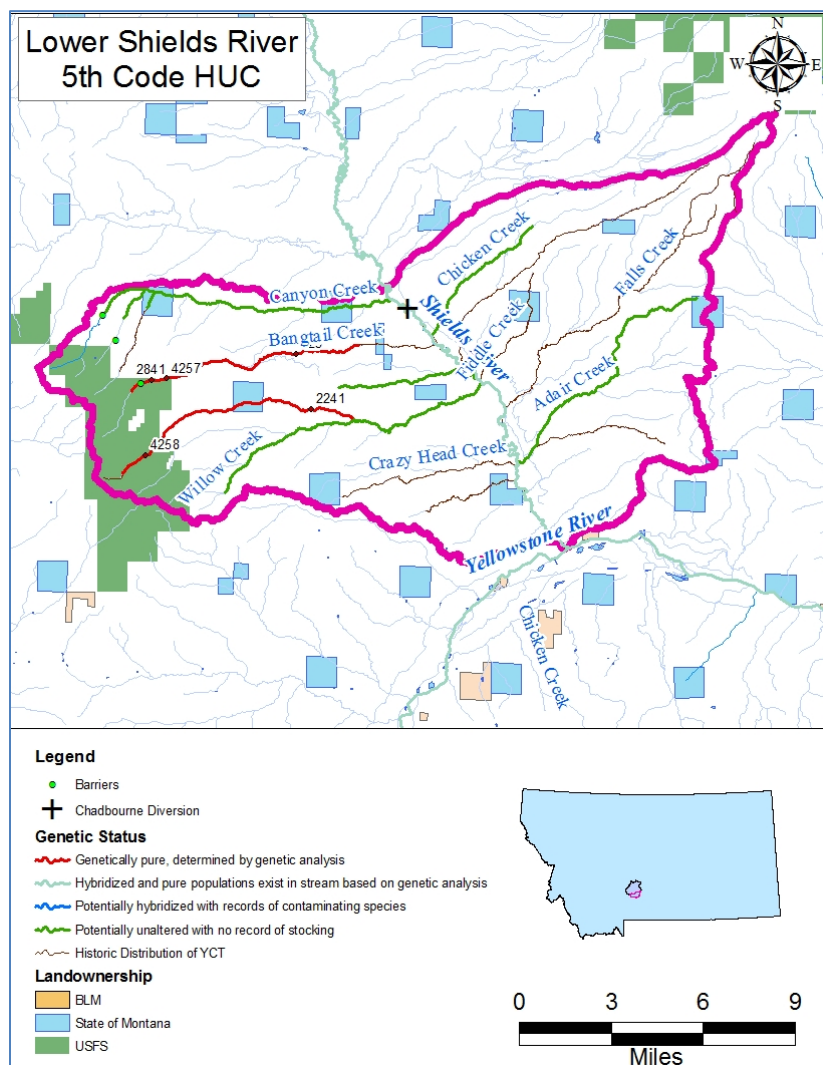 Lower Shields River
5th Code HUC
N
W E
S
Chicken Creek
Falls Creek
Canyon Creek
Shields River
Bangtail Creek
Fiddle Creek
2841 4257
Adair Creek
2241
4258
Willow Creek
Crazy Head Creek
Yellowstone River
Chicken Creek
Legend
Barriers
Chadbourne Diversion
Genetic Status
Genetically pure, determined by genetic analysis
Hybridized and pure populations exist in stream based on genetic analysis
Potentially hybridized with records of contaminating species
Potentially unaltered with no record of stocking
Historic Distribution of YCT
Landownership
BLM
State of Montana
USFS
0 3 6 9
Miles